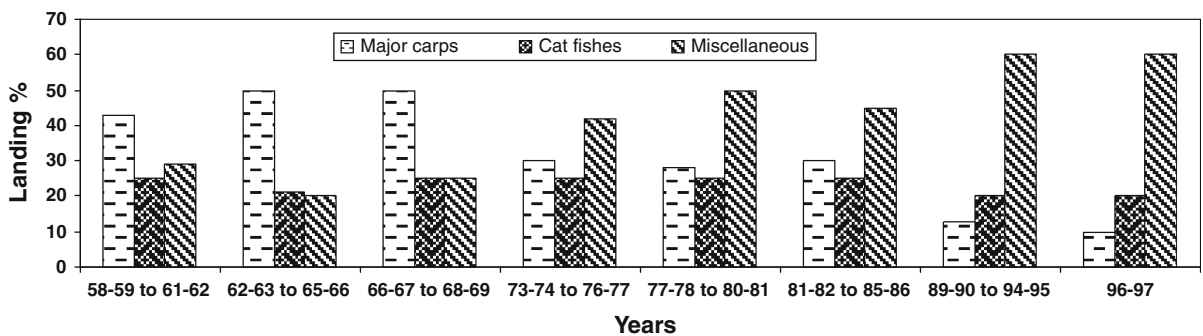 70
60
50
40
30
20
10
0
Landing %
Major carps Cat fishes Miscellaneous
58-59 to 61-62 62-63 to 65-66 66-67 to 68-69 73-74 to 76-77 77-78 to 80-81 81-82 to 85-86 89-90 to 94-95 96-97
Years